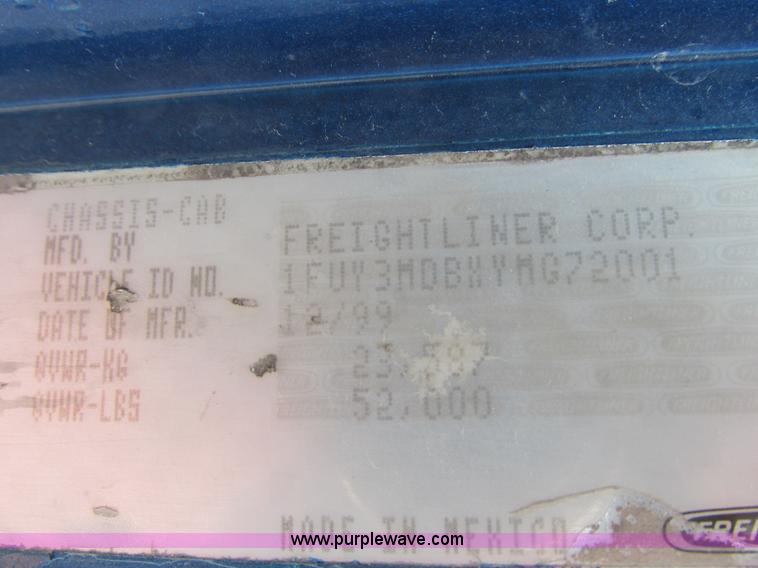 CHASSIS-CAB
MFD. BY FREIGHTLINER CORP.
VEHICLE ID NO. 1FUY3MDBXYMG72001
DATE OF MFR. 12/99
GVWR-KG
GVWR-LBS 52,000
MADE IN MEXICO
www.purplewave.com